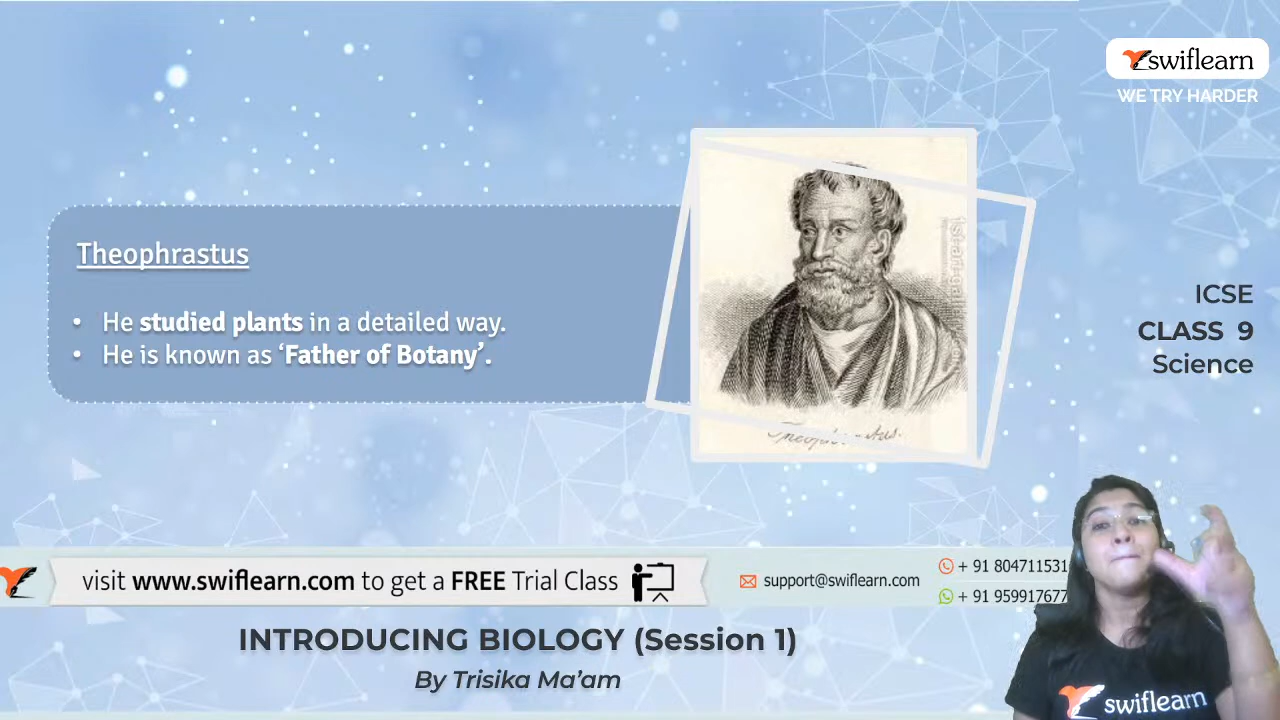 swiflearn
WE TRY HARDER
Theophrastus
• He studied plants in a detailed way.
• He is known as ‘Father of Botany’.
Theophrastus.
ICSE
CLASS 9
Science
visit www.swiflearn.com to get a FREE Trial Class
support@swiflearn.com
+ 91 804711531
+ 91 959917677
INTRODUCING BIOLOGY (Session 1)
By Trisika Ma’am
swiflearn